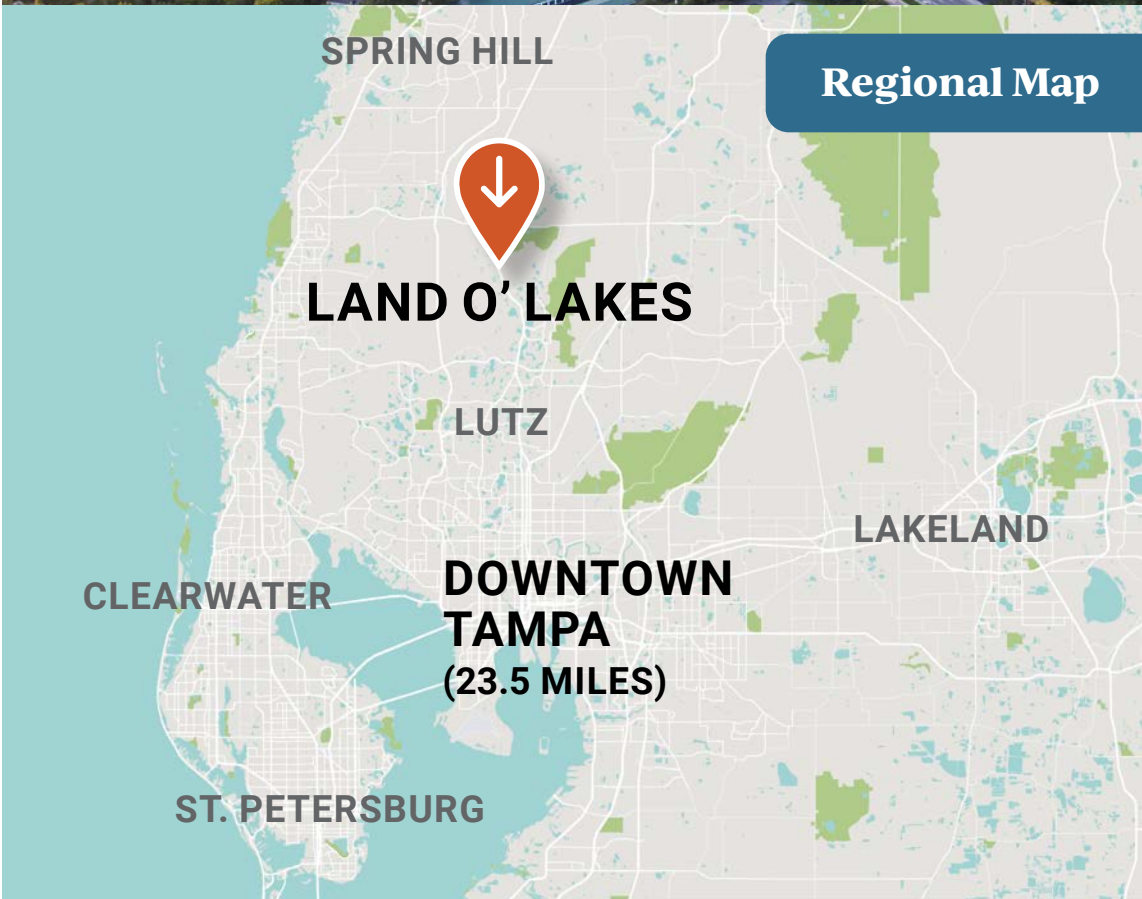 SPRING HILL
Regional Map
LAND O’ LAKES
LUTZ
LAKELAND
CLEARWATER
DOWNTOWN
TAMPA
(23.5 MILES)
ST. PETERSBURG